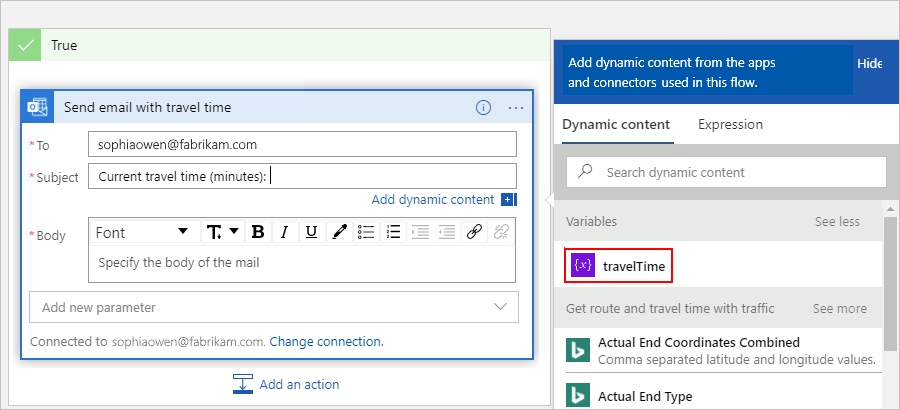 True
Send email with travel time
* To
sophiaowen@fabrikam.com
* Subject
Current travel time (minutes):
Add dynamic content
* Body
Font
B I U
Specify the body of the mail
Add new parameter
Connected to sophiaowen@fabrikam.com. Change connection.
Add an action
Add dynamic content from the apps
and connectors used in this flow.
Hide
Dynamic content
Expression
Search dynamic content
Variables
See less
{x} travelTime
Get route and travel time with traffic
See more
Actual End Coordinates Combined
Comma separated latitude and longitude values.
Actual End Type